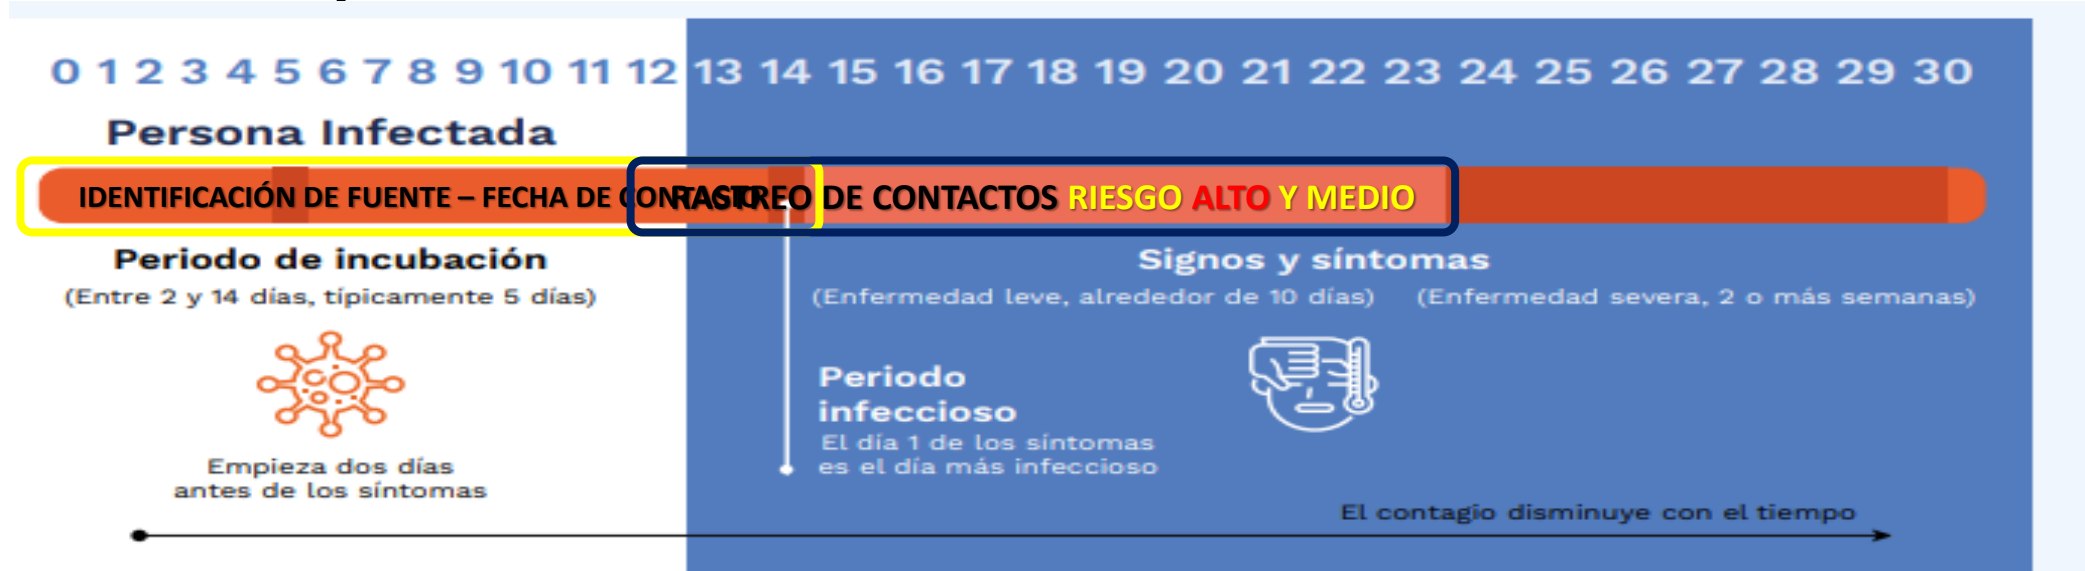 0 1 2 3 4 5 6 7 8 9 10 11 12 13 14 15 16 17 18 19 20 21 22 23 24 25 26 27 28 29 30
Persona Infectada
IDENTIFICACIÓN DE FUENTE – FECHA DE CONTAGIO
RASTREO DE CONTACTOS RIESGO ALTO Y MEDIO
Periodo de incubación
(Entre 2 y 14 días, típicamente 5 días)
Signos y síntomas
(Enfermedad leve, alrededor de 10 días) (Enfermedad severa, 2 o más semanas)
Periodo
infeccioso
El día 1 de los síntomas
es el día más infeccioso
Empieza dos días
antes de los síntomas
El contagio disminuye con el tiempo